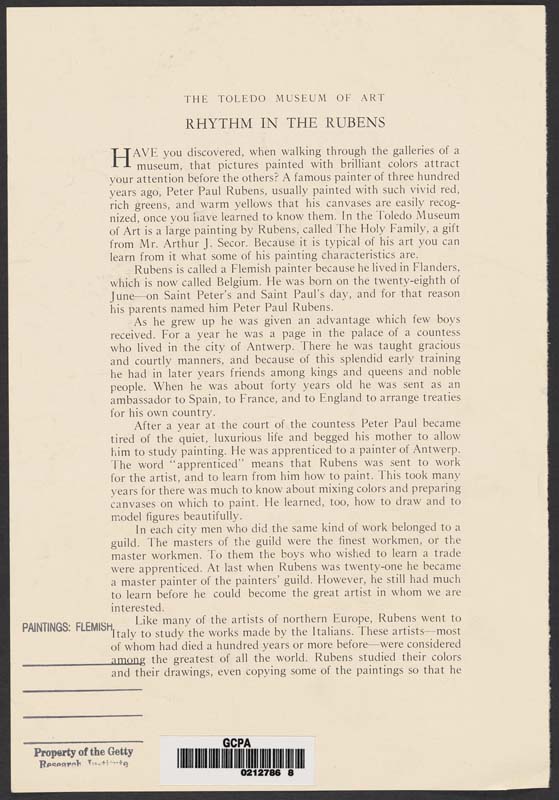 THE TOLEDO MUSEUM OF ART
RHYTHM IN THE RUBENS
HAVE you discovered, when walking through the galleries of a
museum, that pictures painted with brilliant colors attract
your attention before the others? A famous painter of three hundred
years ago, Peter Paul Rubens, usually painted with such vivid red,
rich greens, and warm yellows that his canvases are easily recog-
nized, once you have learned to know them. In the Toledo Museum
of Art is a large painting by Rubens, called The Holy Family, a gift
from Mr. Arthur J. Secor. Because it is typical of his art you can
learn from it what some of his painting characteristics are.
Rubens is called a Flemish painter because he lived in Flanders,
which is now called Belgium. He was born on the twenty-eighth of
June—on Saint Peter's and Saint Paul's day, and for that reason
his parents named him Peter Paul Rubens.
As he grew up he was given an advantage which few boys
received. For a year he was a page in the palace of a countess
who lived in the city of Antwerp. There he was taught gracious
and courtly manners, and because of this splendid early training
he had in later years friends among kings and queens and noble
people. When he was about forty years old he was sent as an
ambassador to Spain, to France, and to England to arrange treaties
for his own country.
After a year at the court of the countess Peter Paul became
tired of the quiet, luxurious life and begged his mother to allow
him to study painting. He was apprenticed to a painter of Antwerp.
The word "apprenticed" means that Rubens was sent to work
for the artist, and to learn from him how to paint. This took many
years for there was much to know about mixing colors and preparing
canvases on which to paint. He learned, too, how to draw and to
model figures beautifully.
In each city men who did the same kind of work belonged to a
guild. The masters of the guild were the finest workmen, or the
master workmen. To them the boys who wished to learn a trade
were apprenticed. At last when Rubens was twenty-one he became
a master painter of the painters' guild. However, he still had much
to learn before he could become the great artist in whom we are
interested.
Like many of the artists of northern Europe, Rubens went to
Italy to study the works made by the Italians. These artists—most
of whom had died a hundred years or more before—were considered
among the greatest of all the world. Rubens studied their colors
and their drawings, even copying some of the paintings so that he
PAINTINGS: FLEMISH
Property of the Getty
Research Institute
GCPA
0212786 8